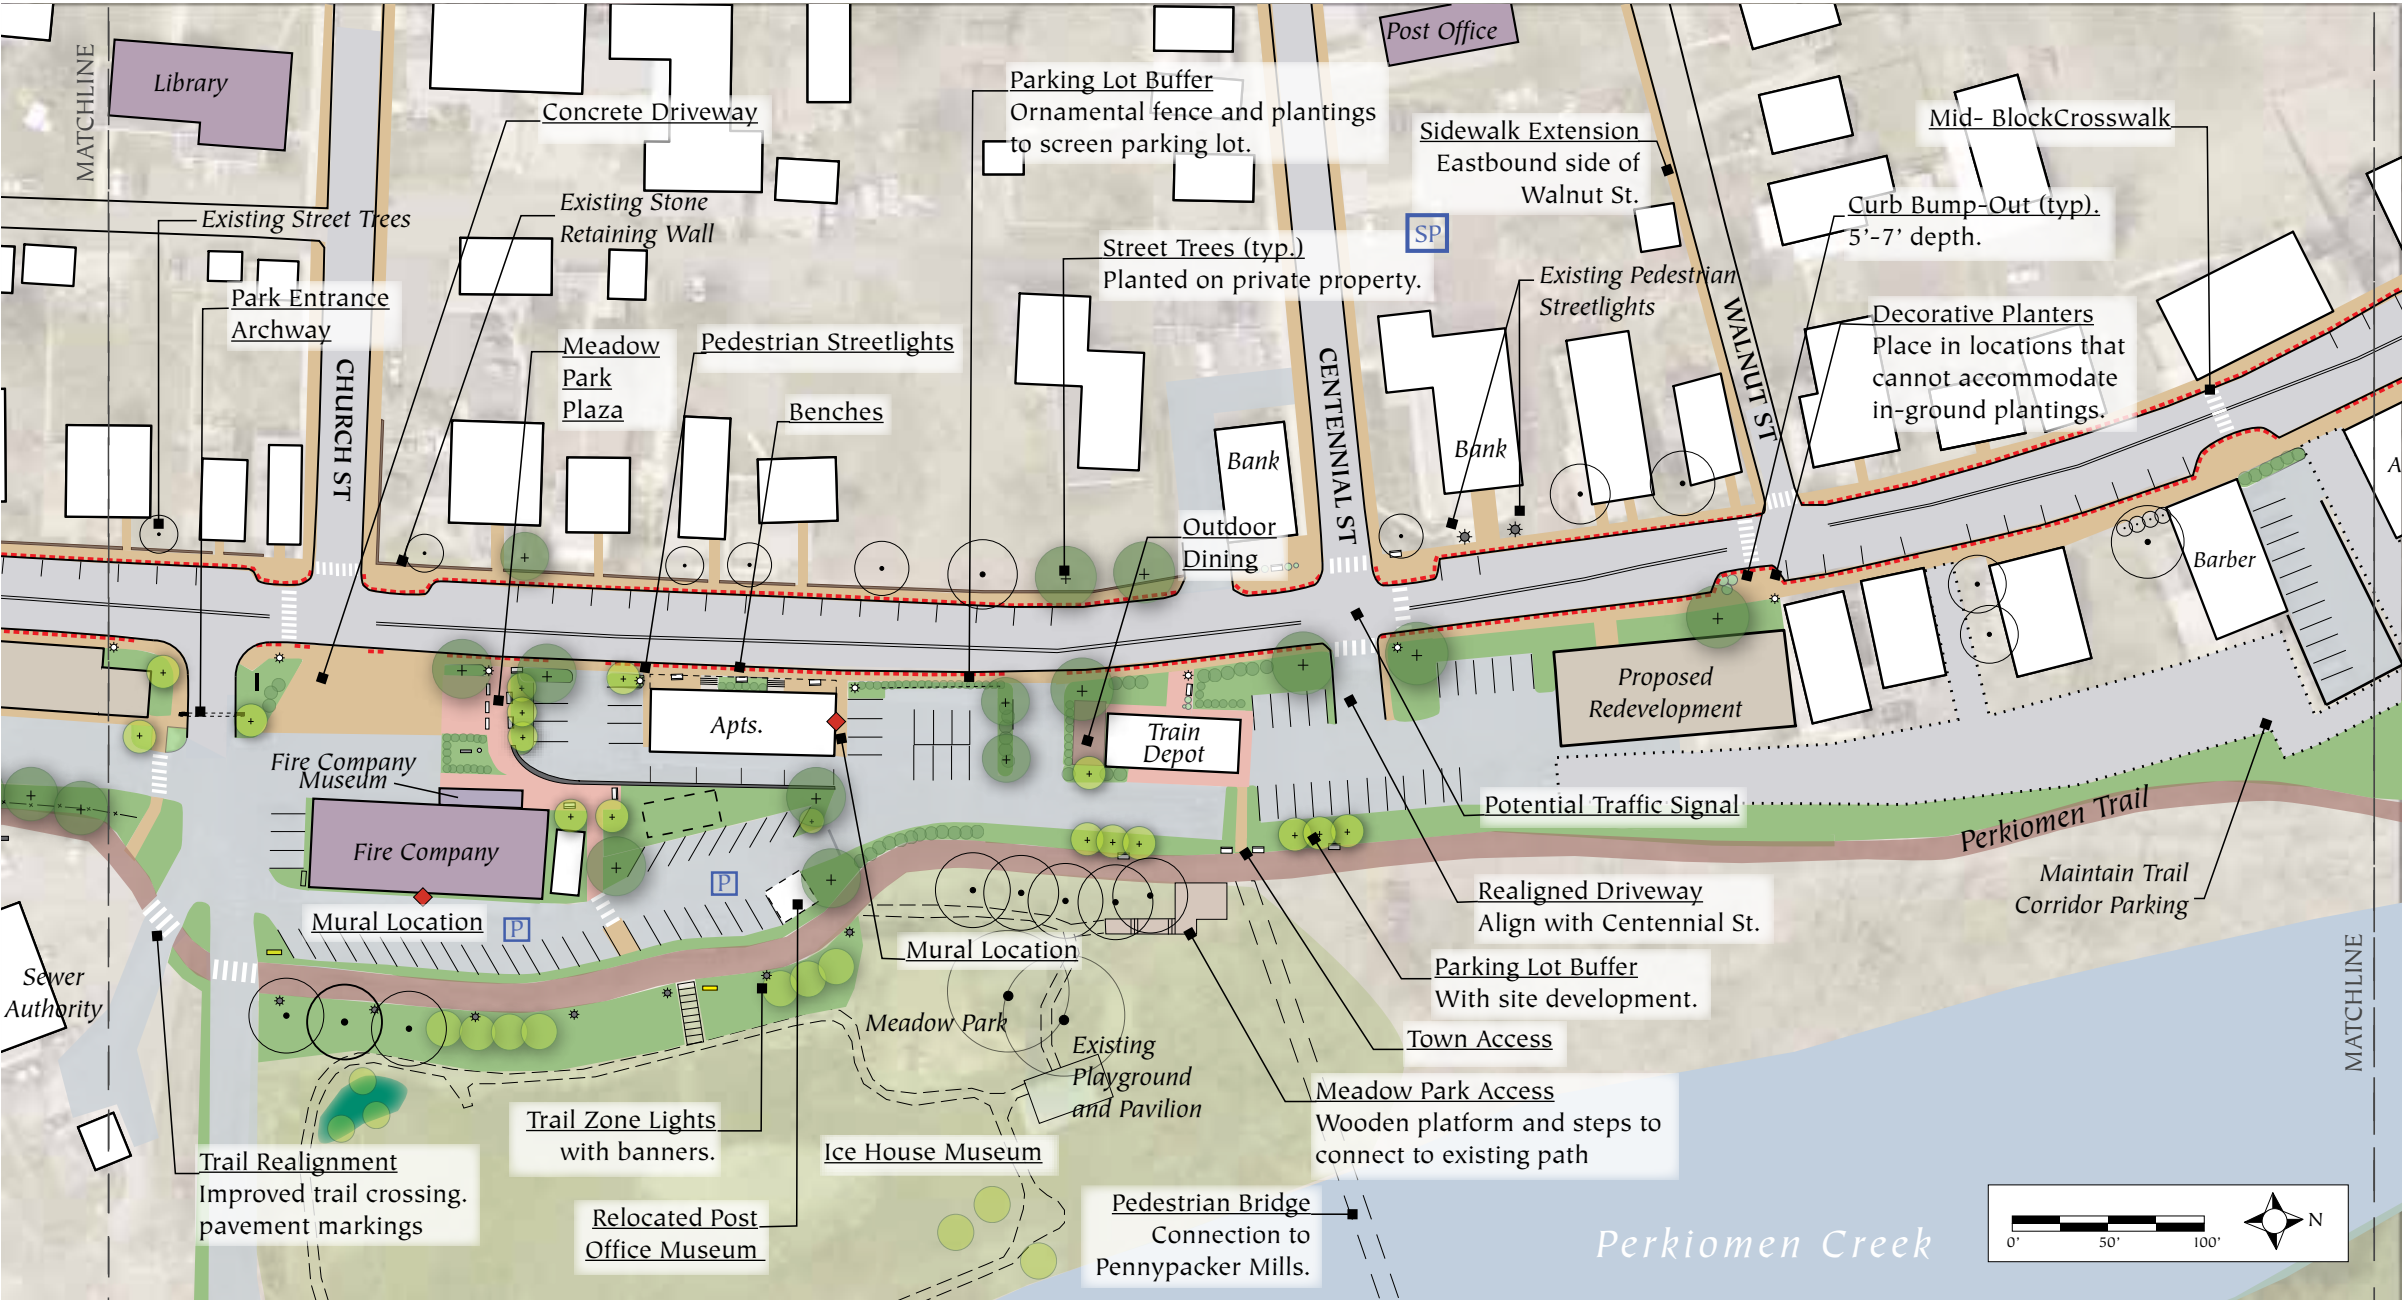 MATCHLINE
Library
Post Office
Concrete Driveway
Parking Lot Buffer
Ornamental fence and plantings
to screen parking lot.
Sidewalk Extension
Eastbound side of
Walnut St.
Mid- BlockCrosswalk
Existing Street Trees
Existing Stone
Retaining Wall
Street Trees (typ.)
Planted on private property.
SP
Existing Pedestrian
Streetlights
Curb Bump-Out (typ).
5'-7' depth.
Park Entrance
Archway
CHURCH ST
Meadow
Park
Plaza
Pedestrian Streetlights
Benches
CENTENNIAL ST
WALNUT ST
Decorative Planters
Place in locations that
cannot accommodate
in-ground plantings.
Bank
Bank
Outdoor
Dining
Barber
A
Apts.
Train
Depot
Proposed
Redevelopment
Fire Company
Museum
Fire Company
Mural Location
P
P
Potential Traffic Signal
Perkiomen Trail
Realigned Driveway
Align with Centennial St.
Maintain Trail
Corridor Parking
Mural Location
Parking Lot Buffer
With site development.
Sewer
Authority
Meadow Park
Existing
Playground
and Pavilion
Town Access
MATCHLINE
Meadow Park Access
Wooden platform and steps to
connect to existing path
Trail Zone Lights
with banners.
Ice House Museum
Trail Realignment
Improved trail crossing.
pavement markings
Relocated Post
Office Museum
Pedestrian Bridge
Connection to
Pennypacker Mills.
Perkiomen Creek
N
0' 50' 100'